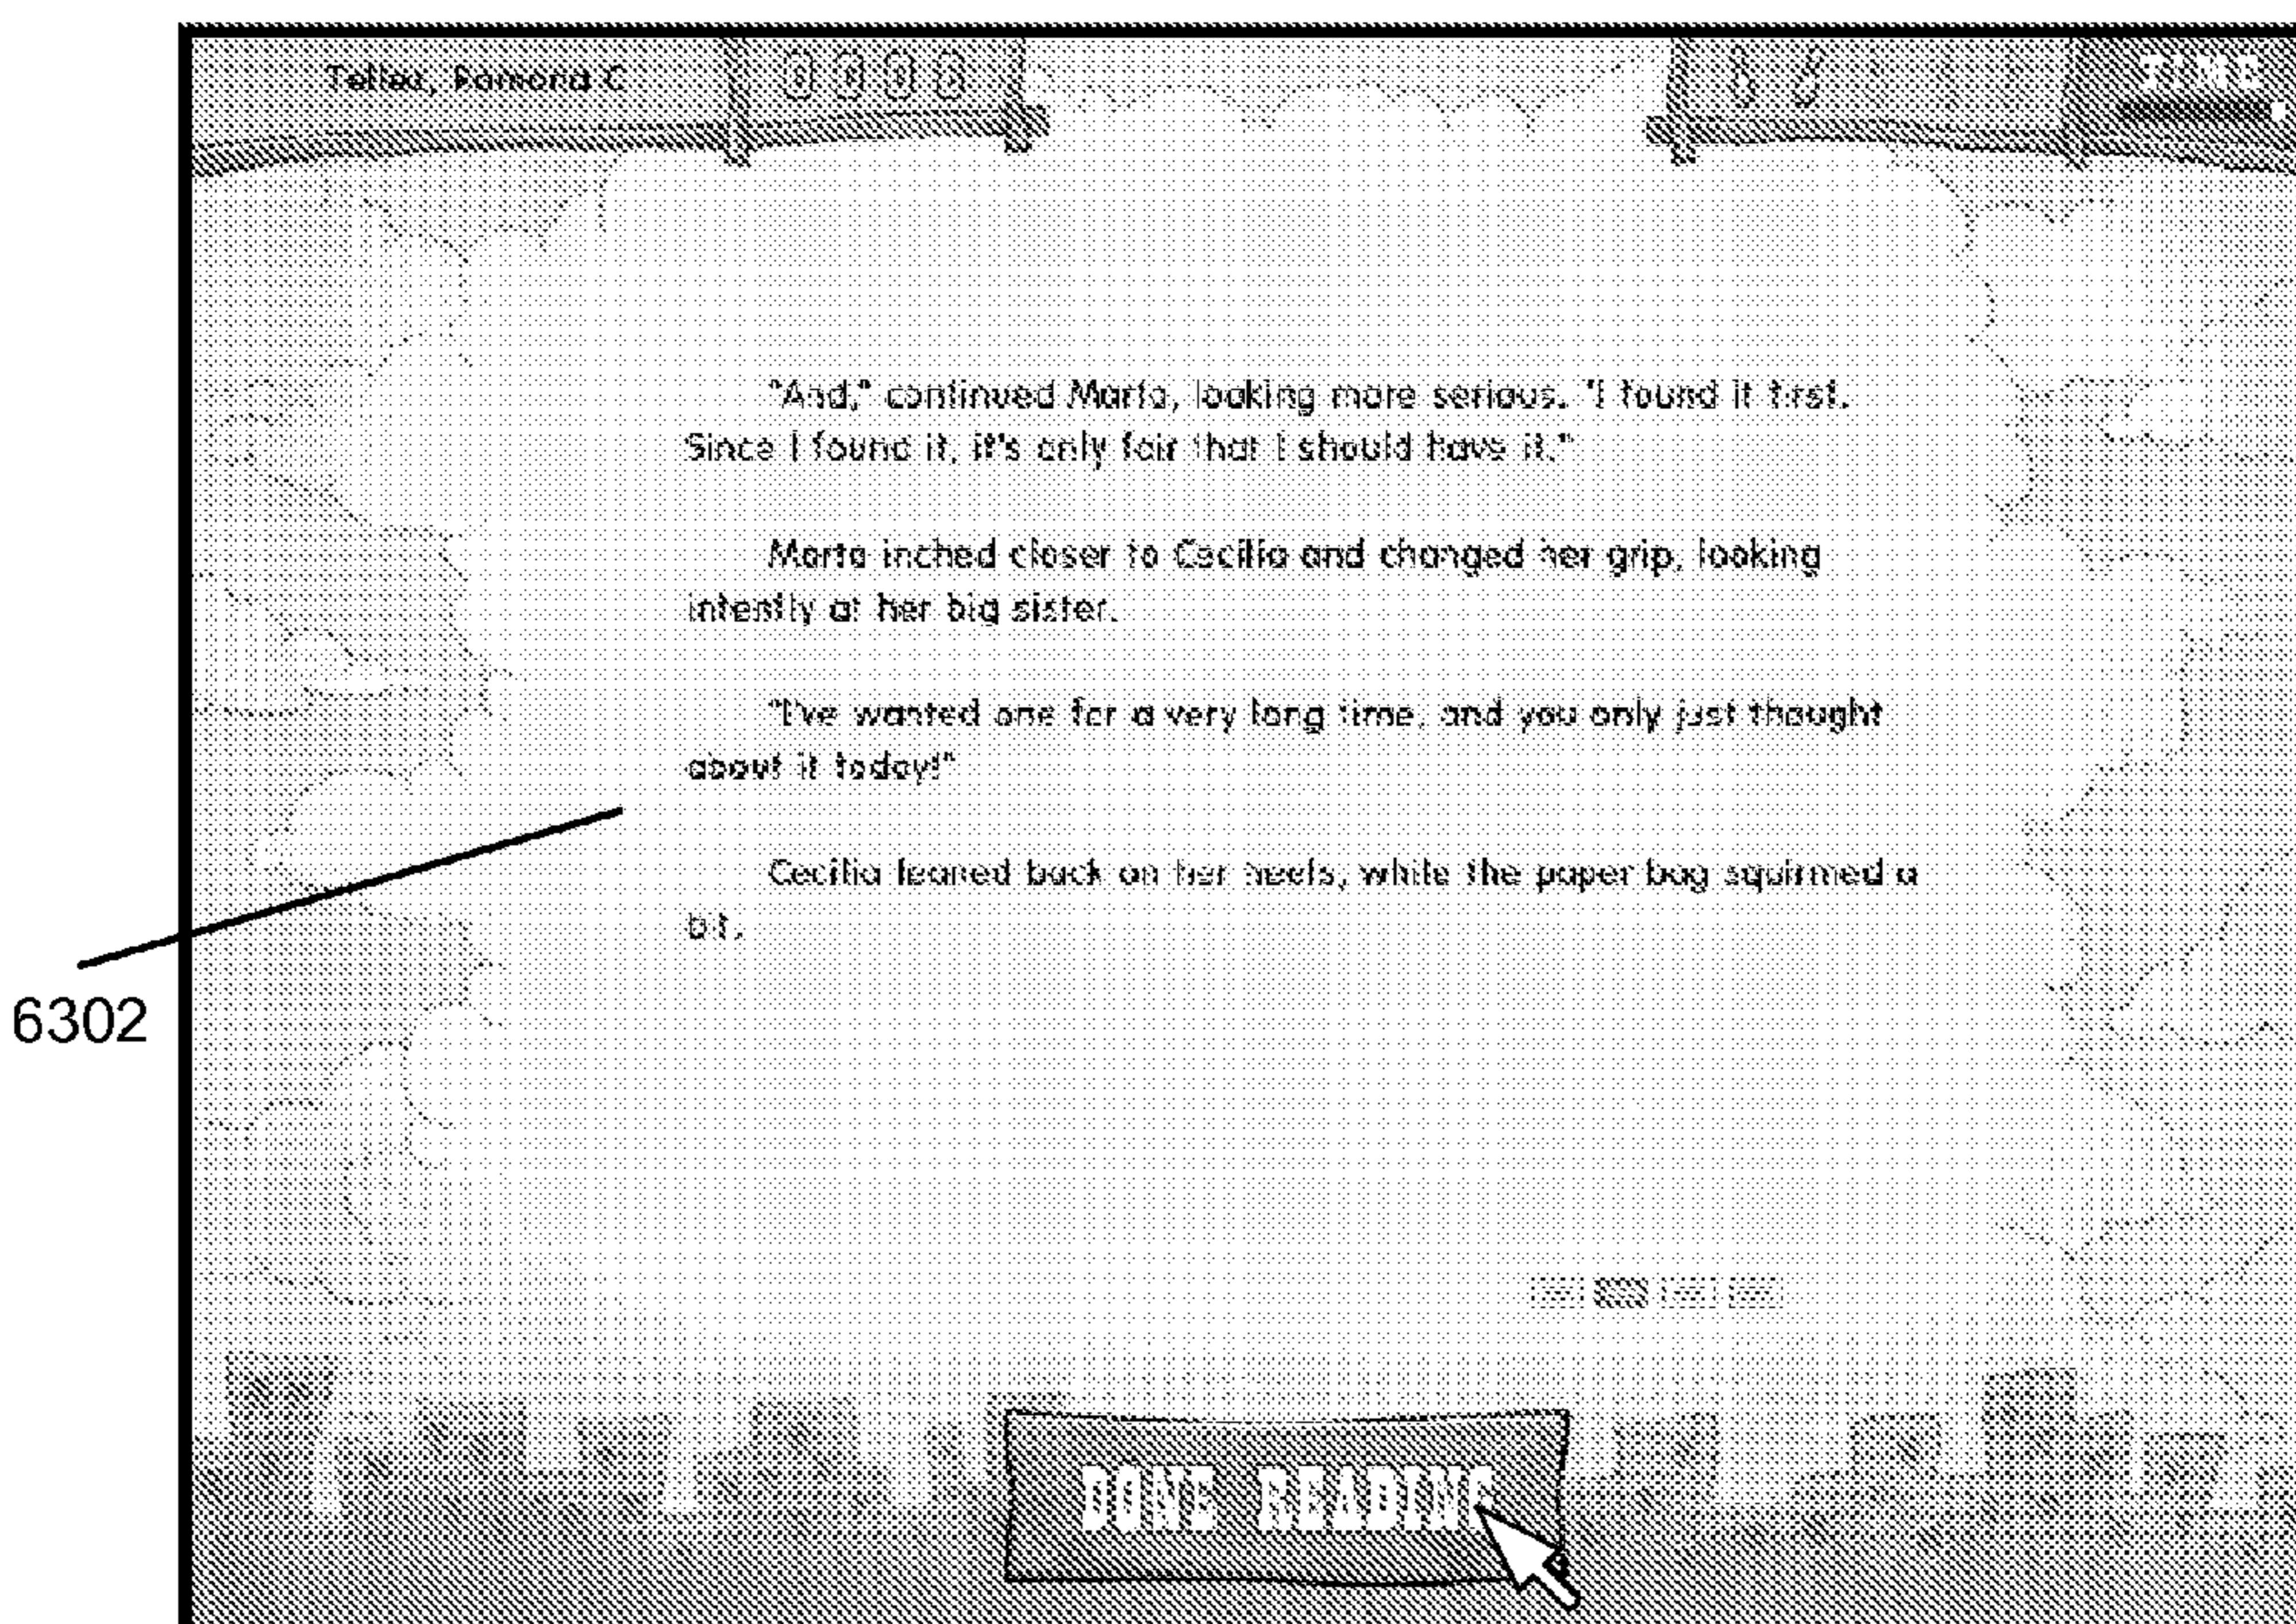 TIME
"And," continued Marta, looking more serious. "I found it first.
Since I found it, it's only fair that I should have it."
Marta inched closer to Cecilia and changed her grip, looking
intently at her big sister.
"I've wanted one for a very long time, and you only just thought
about it today!"
Cecilia leaned back on her heels, while the paper bag squirmed a
bit.
6302
DONE READING